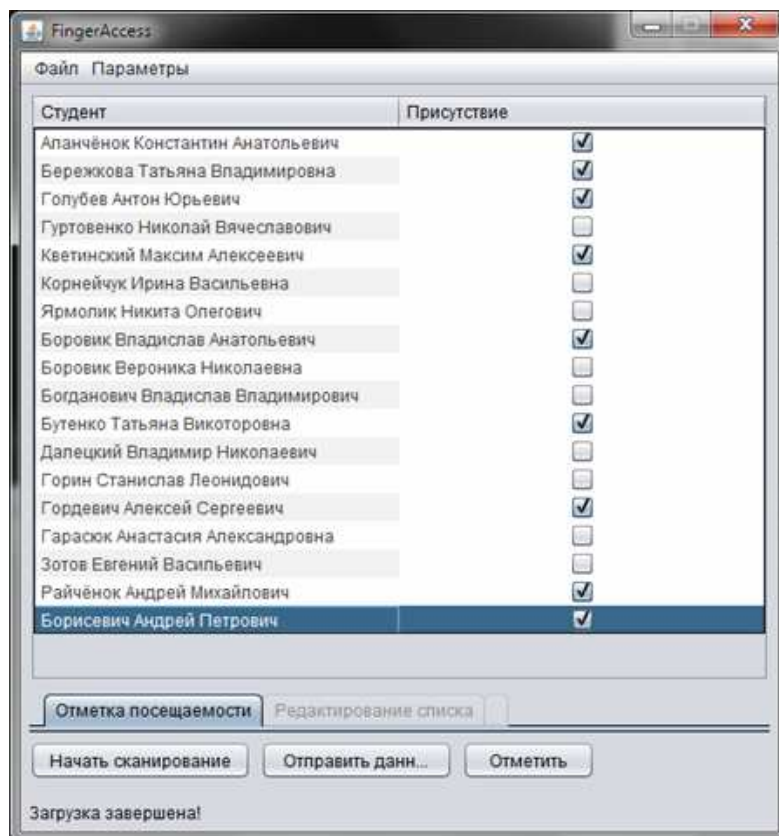 FingerAccess
Файл Параметры
Студент Присутствие
Апанчёнок Константин Анатольевич
Бережкова Татьяна Владимировна
Голубев Антон Юрьевич
Гуртовенко Николай Вячеславович
Кветинский Максим Алексеевич
Корнейчук Ирина Васильевна
Ярмолик Никита Олегович
Боровик Владислав Анатольевич
Боровик Вероника Николаевна
Богданович Владислав Владимирович
Бутенко Татьяна Викоторовна
Далецкий Владимир Николаевич
Горин Станислав Леонидович
Гордевич Алексей Сергеевич
Гарасюк Анастасия Александровна
Зотов Евгений Васильевич
Райчёнок Андрей Михайлович
Борисевич Андрей Петрович
Отметка посещаемости Редактирование списка
Начать сканирование Отправить данн... Отметить
Загрузка завершена!